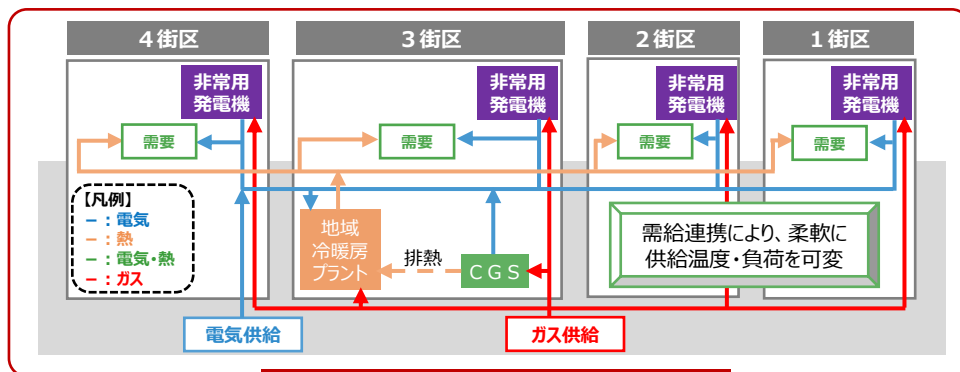 4街区
3街区
2街区
1街区
非常用
発電機
非常用
発電機
非常用
発電機
非常用
発電機
需要
需要
需要
需要
【凡例】
－：電気
－：熱
－：電気・熱
－：ガス
地域
冷暖房
プラント
排熱
CGS
需給連携により、柔軟に
供給温度・負荷を可変
電気供給
ガス供給